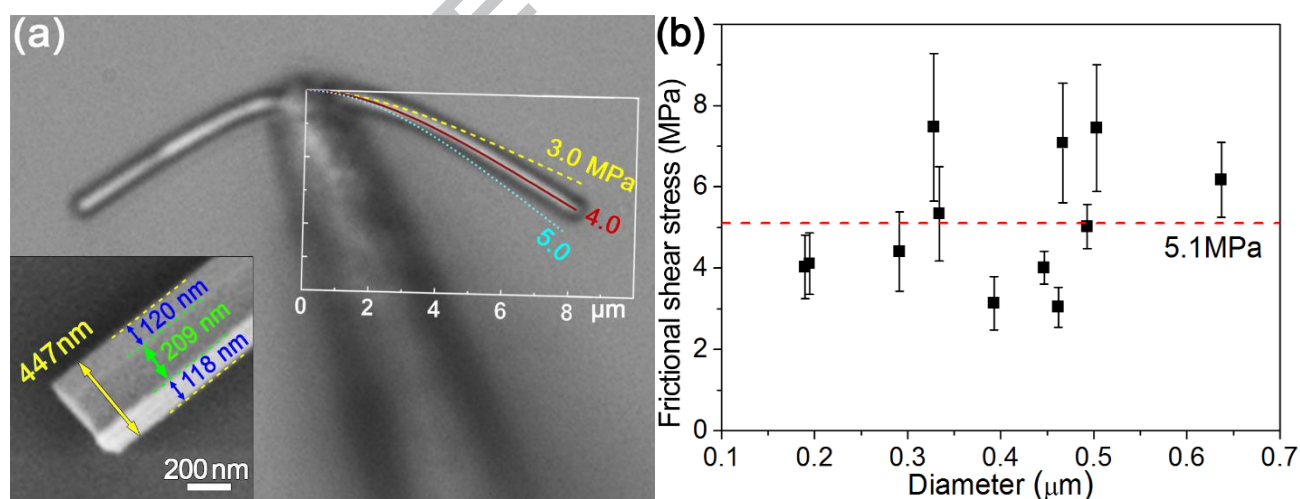 (a)
3.0 MPa
4.0
5.0
0 2 4 6 8 μm
447nm
120 nm
209 nm
118 nm
200 nm
(b)
Frictional shear stress (MPa)
8
6
4
2
0
5.1MPa
0.1 0.2 0.3 0.4 0.5 0.6 0.7
Diameter (μm)